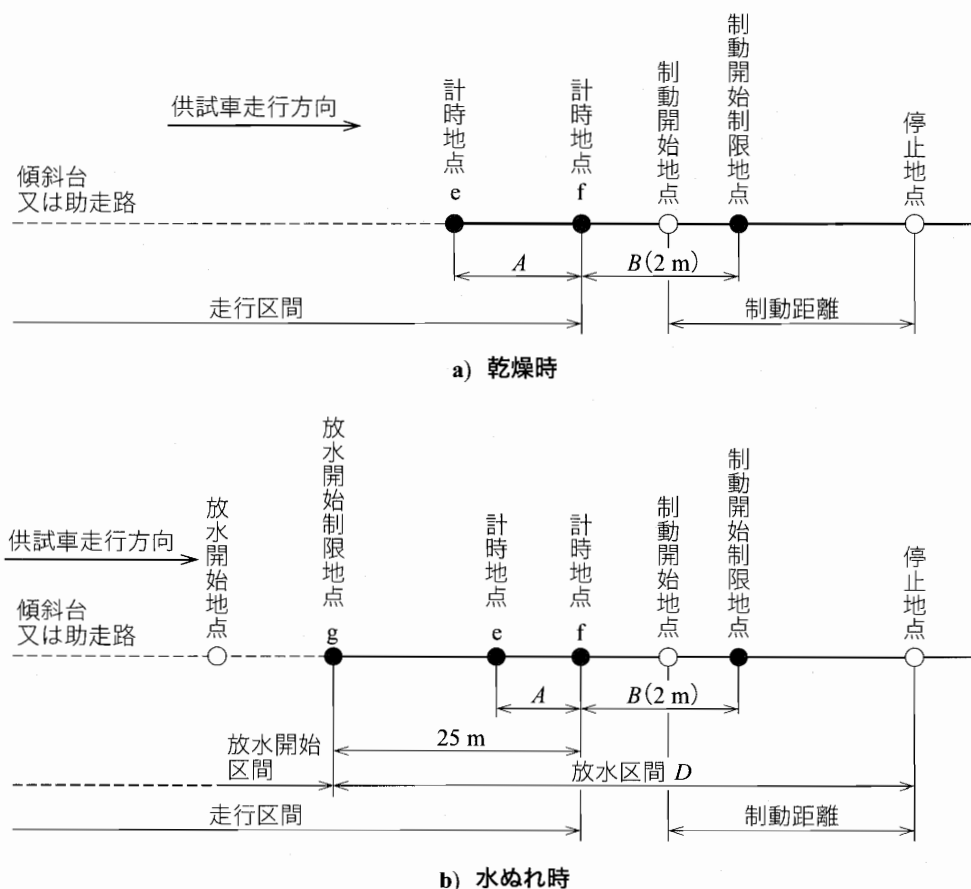 供試車走行方向
傾斜台
又は助走路
計時地点
e
計時地点
f
制動開始地点
制動開始制限地点
停止地点
A
B(2 m)
走行区間
制動距離
a) 乾燥時
供試車走行方向
傾斜台
又は助走路
放水開始地点
放水開始制限地点
g
計時地点
e
計時地点
f
制動開始地点
制動開始制限地点
停止地点
A
B(2 m)
放水開始
区間
25 m
放水区間 D
走行区間
制動距離
b) 水ぬれ時